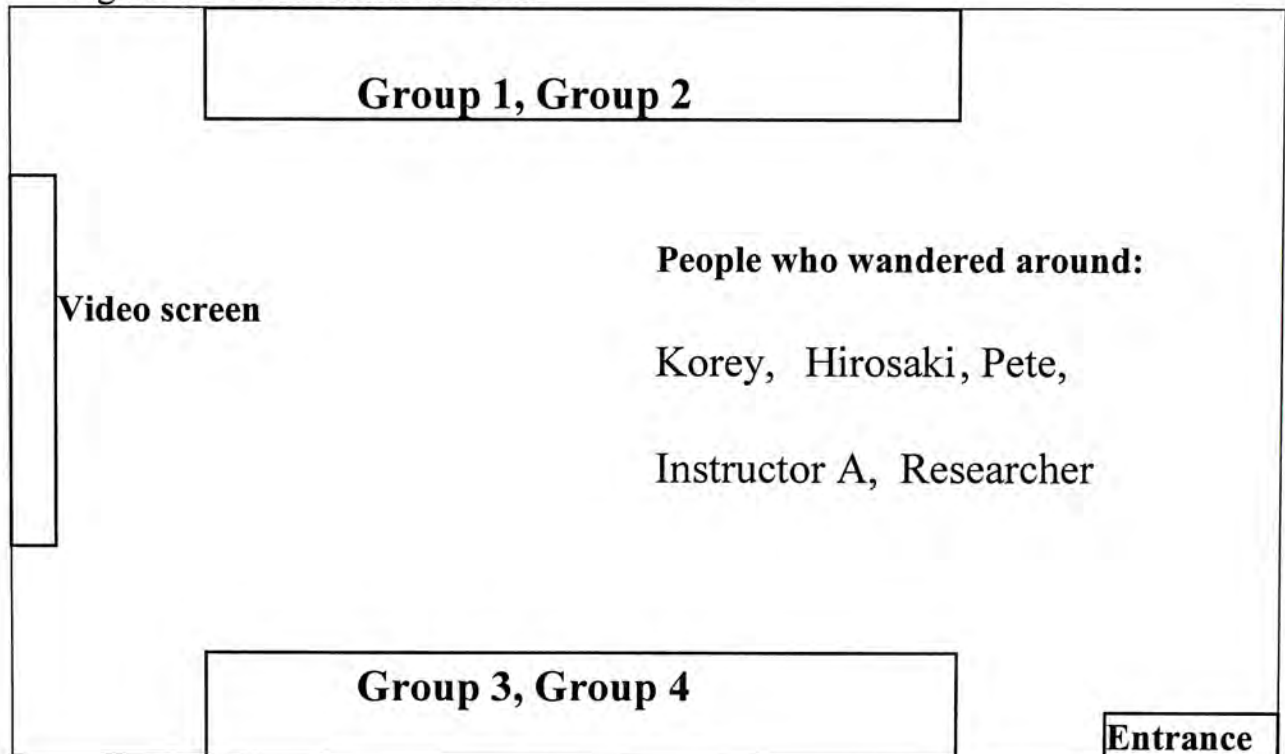 Group 1, Group 2
People who wandered around:
Video screen
Korey, Hirosaki, Pete,
Instructor A, Researcher
Group 3, Group 4
Entrance